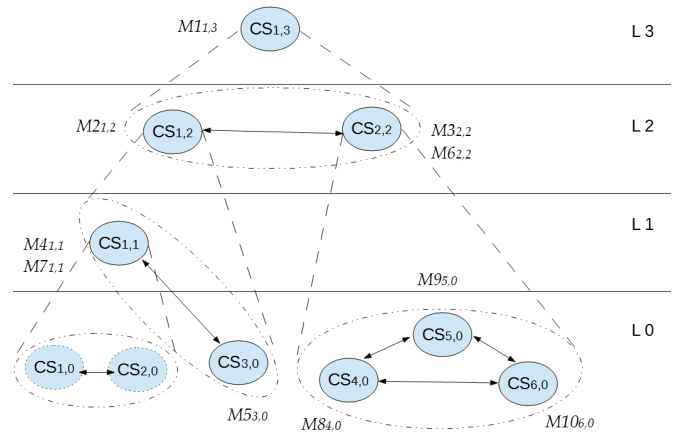 M1₁,₃
CS₁,₃
L 3
M2₁,₂
CS₁,₂
CS₂,₂
M3₂,₂
M6₂,₂
L 2
M4₁,₁
M7₁,₁
CS₁,₁
L 1
M9₅,₀
L 0
CS₁,₀
CS₂,₀
CS₃,₀
CS₄,₀
CS₅,₀
CS₆,₀
M5₃,₀
M8₄,₀
M10₆,₀